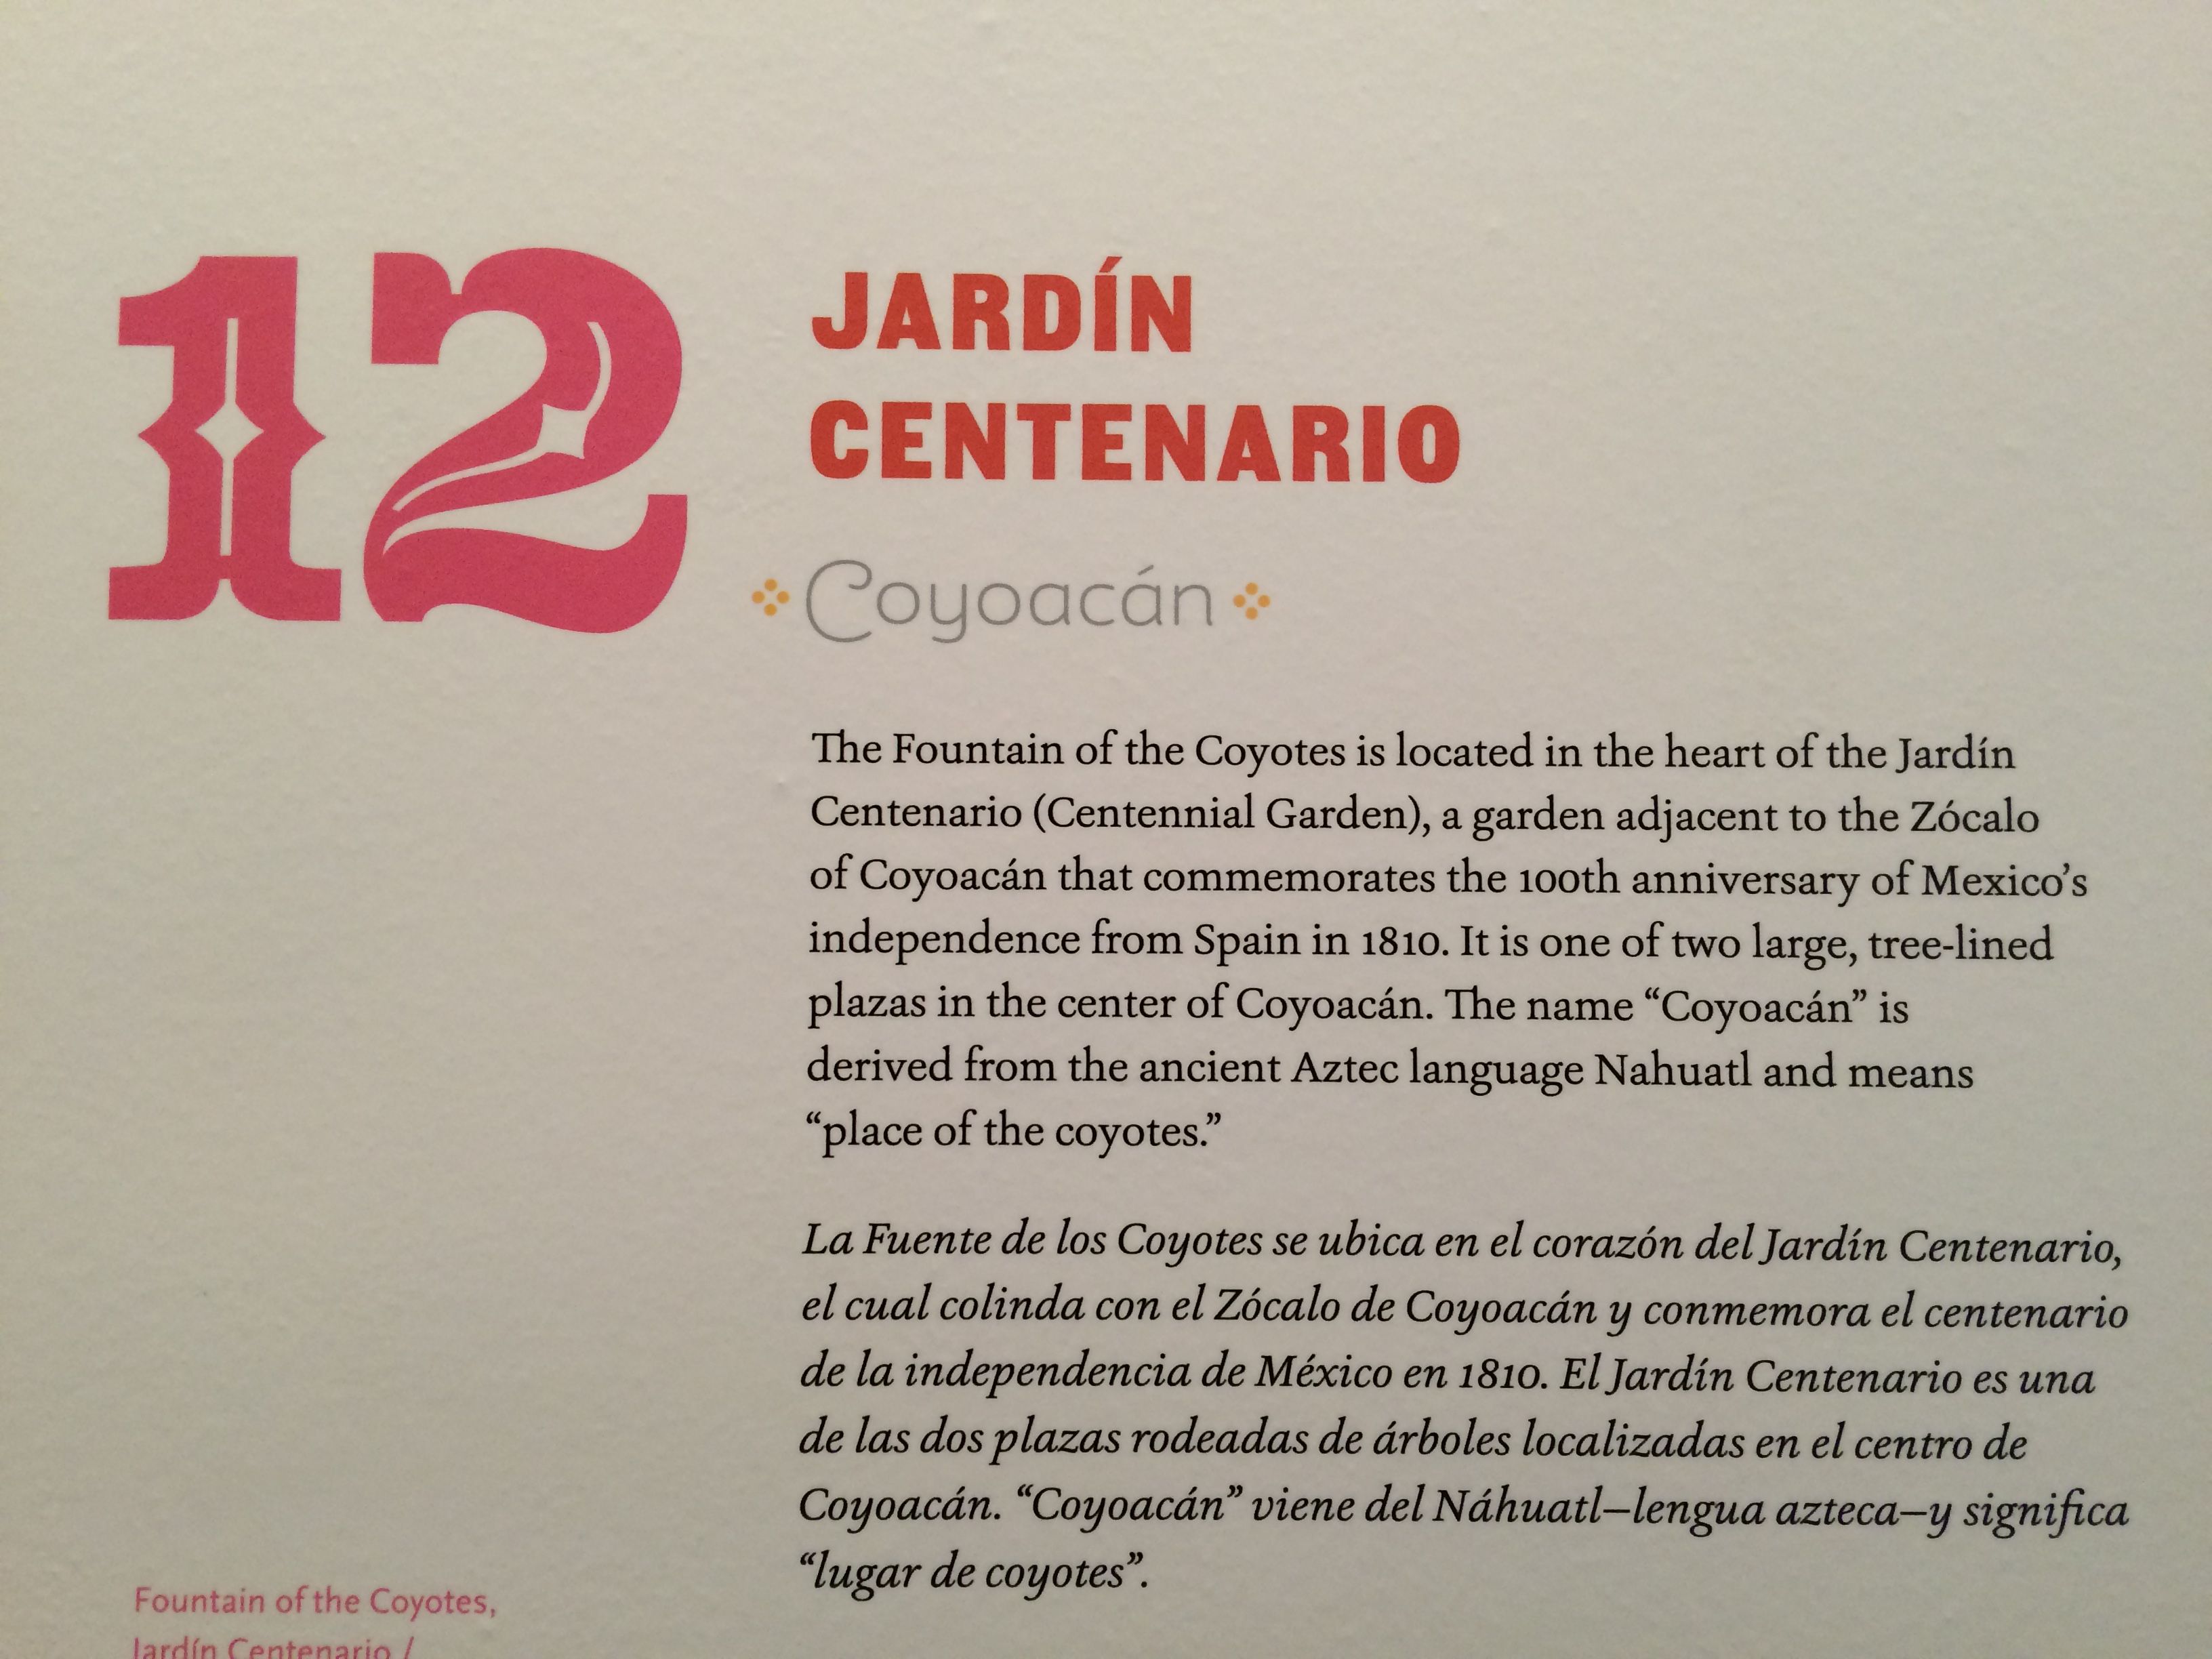 12
JARDÍN
CENTENARIO
Coyoacán
The Fountain of the Coyotes is located in the heart of the Jardín
Centenario (Centennial Garden), a garden adjacent to the Zócalo
of Coyoacán that commemorates the 100th anniversary of Mexico’s
independence from Spain in 1810. It is one of two large, tree-lined
plazas in the center of Coyoacán. The name “Coyoacán” is
derived from the ancient Aztec language Nahuatl and means
“place of the coyotes.”
La Fuente de los Coyotes se ubica en el corazón del Jardín Centenario,
el cual colinda con el Zócalo de Coyoacán y conmemora el centenario
de la independencia de México en 1810. El Jardín Centenario es una
de las dos plazas rodeadas de árboles localizadas en el centro de
Coyoacán. “Coyoacán” viene del Náhuatl—lengua azteca—y significa
“lugar de coyotes”.
Fountain of the Coyotes,
Jardín Centenario /